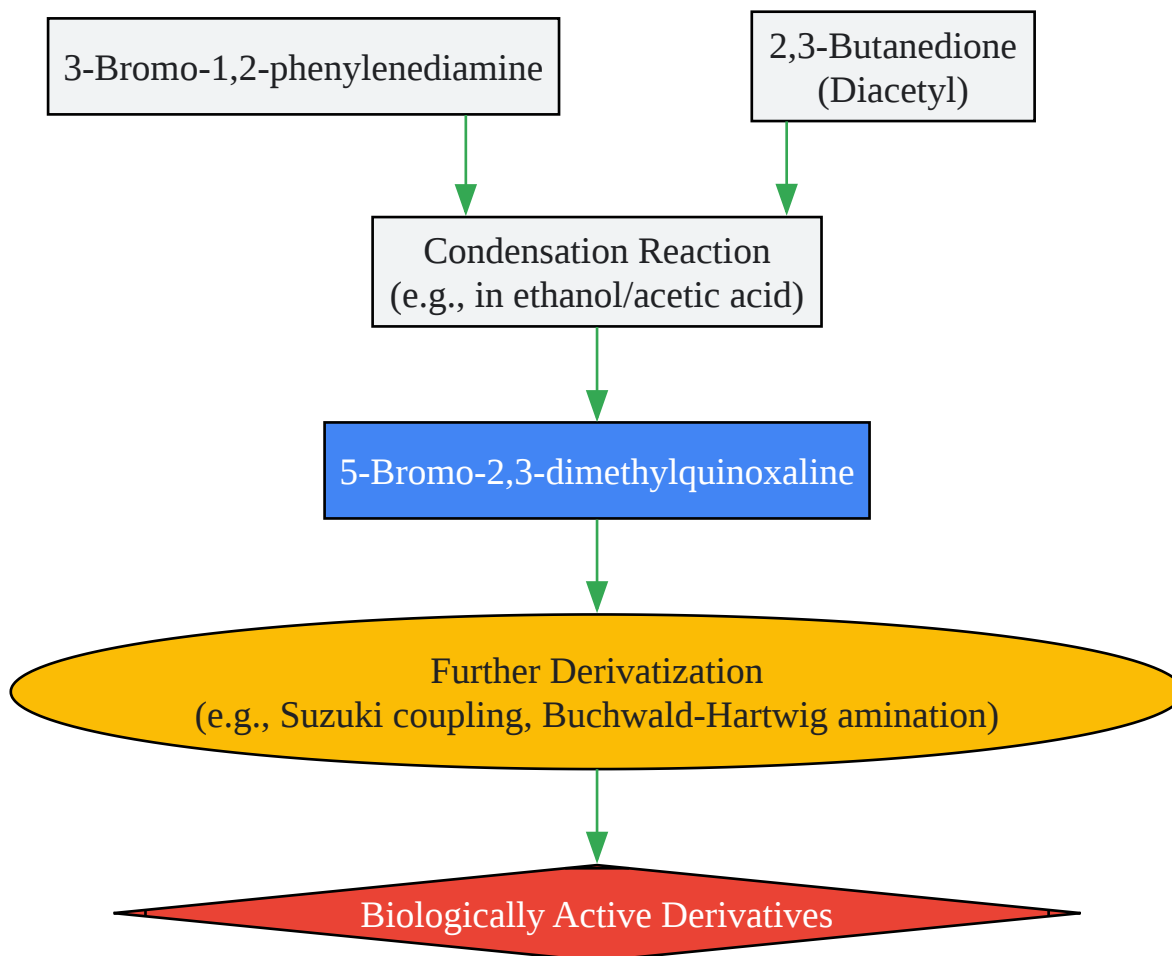 3-Bromo-1,2-phenylenediamine
2,3-Butanedione
(Diacetyl)
Condensation Reaction
(e.g., in ethanol/acetic acid)
5-Bromo-2,3-dimethylquinoxaline
Further Derivatization
(e.g., Suzuki coupling, Buchwald-Hartwig amination)
Biologically Active Derivatives